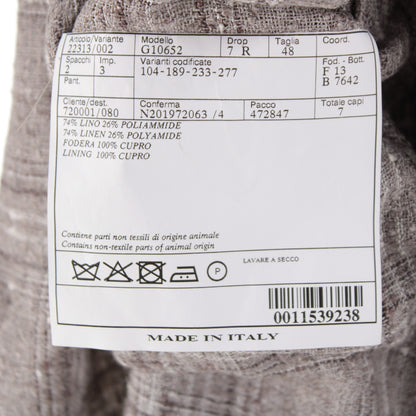 Articolo/Variante Modello Drop Taglia Coord.
22313/002 G10652 7 R 48
Spacchi Imp. Varianti codificate Fod. - Bott.
2 3 104-189-233-277 F 13
Part. B 7642
Cliente/dest. Conferma Pacco Totale capi
720001/080 N201972063 /4 472847 7
74% LINO 26% POLIAMMIDE
74% LINEN 26% POLYAMIDE
FODERA 100% CUPRO
LINING 100% CUPRO
Contiene parti non tessili di origine animale
Contains non-textile parts of animal origin
P
LAVARE A SECCO
0011539238
MADE IN ITALY